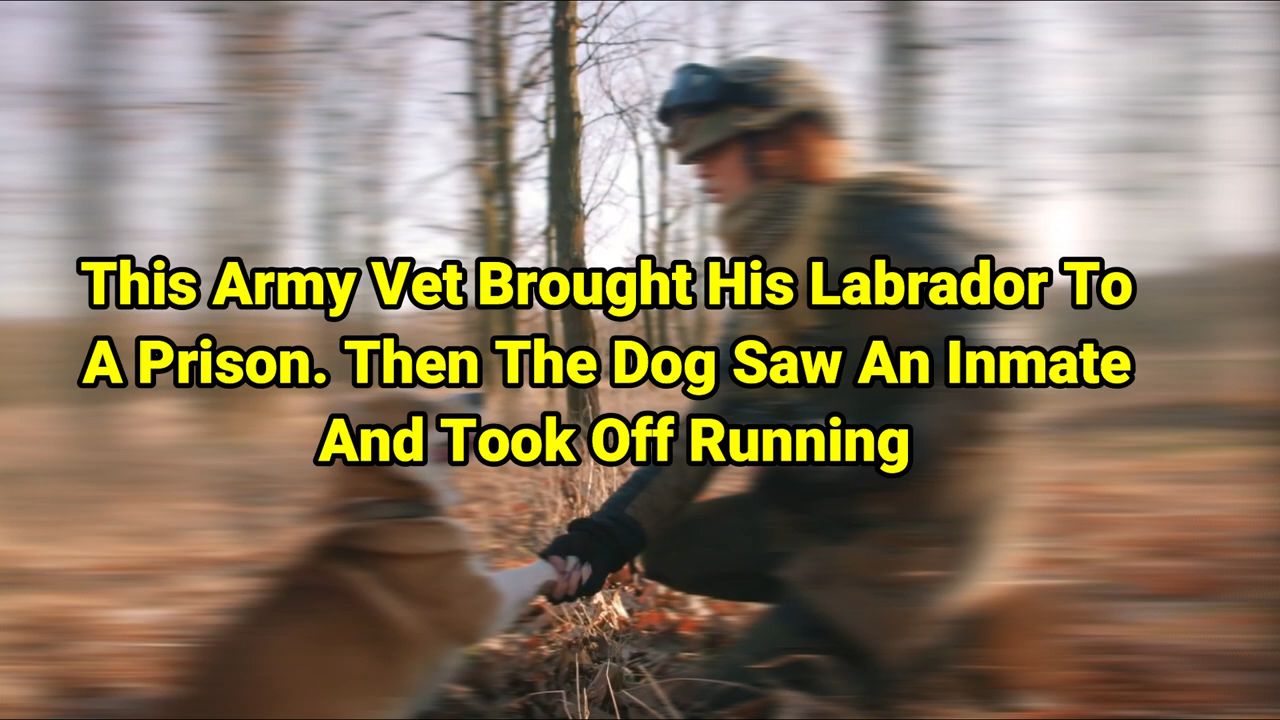 This Army Vet Brought His Labrador To
A Prison. Then The Dog Saw An Inmate
And Took Off Running